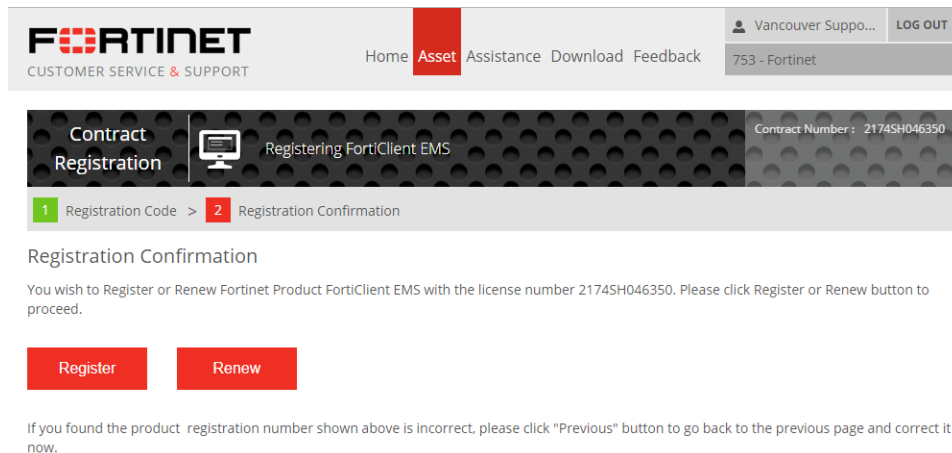 FORTINET
CUSTOMER SERVICE & SUPPORT
Home Asset Assistance Download Feedback
Vancouver Suppo... LOG OUT
753 - Fortinet
Contract
Registration
Registering FortiClient EMS
Contract Number : 2174SH046350
1 Registration Code > 2 Registration Confirmation
Registration Confirmation
You wish to Register or Renew Fortinet Product FortiClient EMS with the license number 2174SH046350. Please click Register or Renew button to
proceed.
Register Renew
If you found the product registration number shown above is incorrect, please click "Previous" button to go back to the previous page and correct it
now.